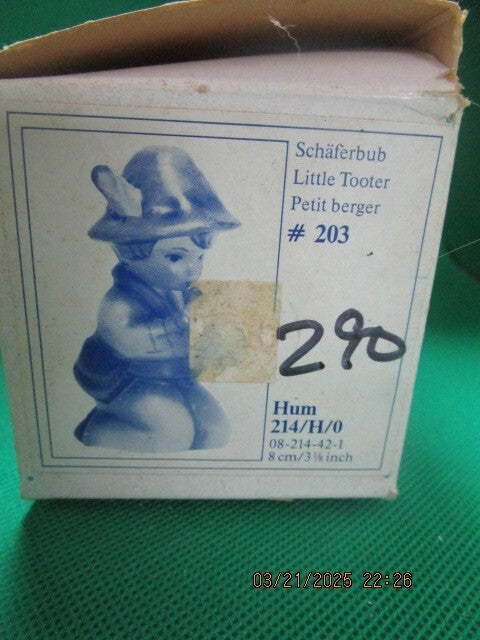 Schäferbub
Little Tooter
Petit berger
# 203
290
Hum
214/H/0
08-214-42-1
8 cm/3 ⅛ inch
03/21/2025 22:26